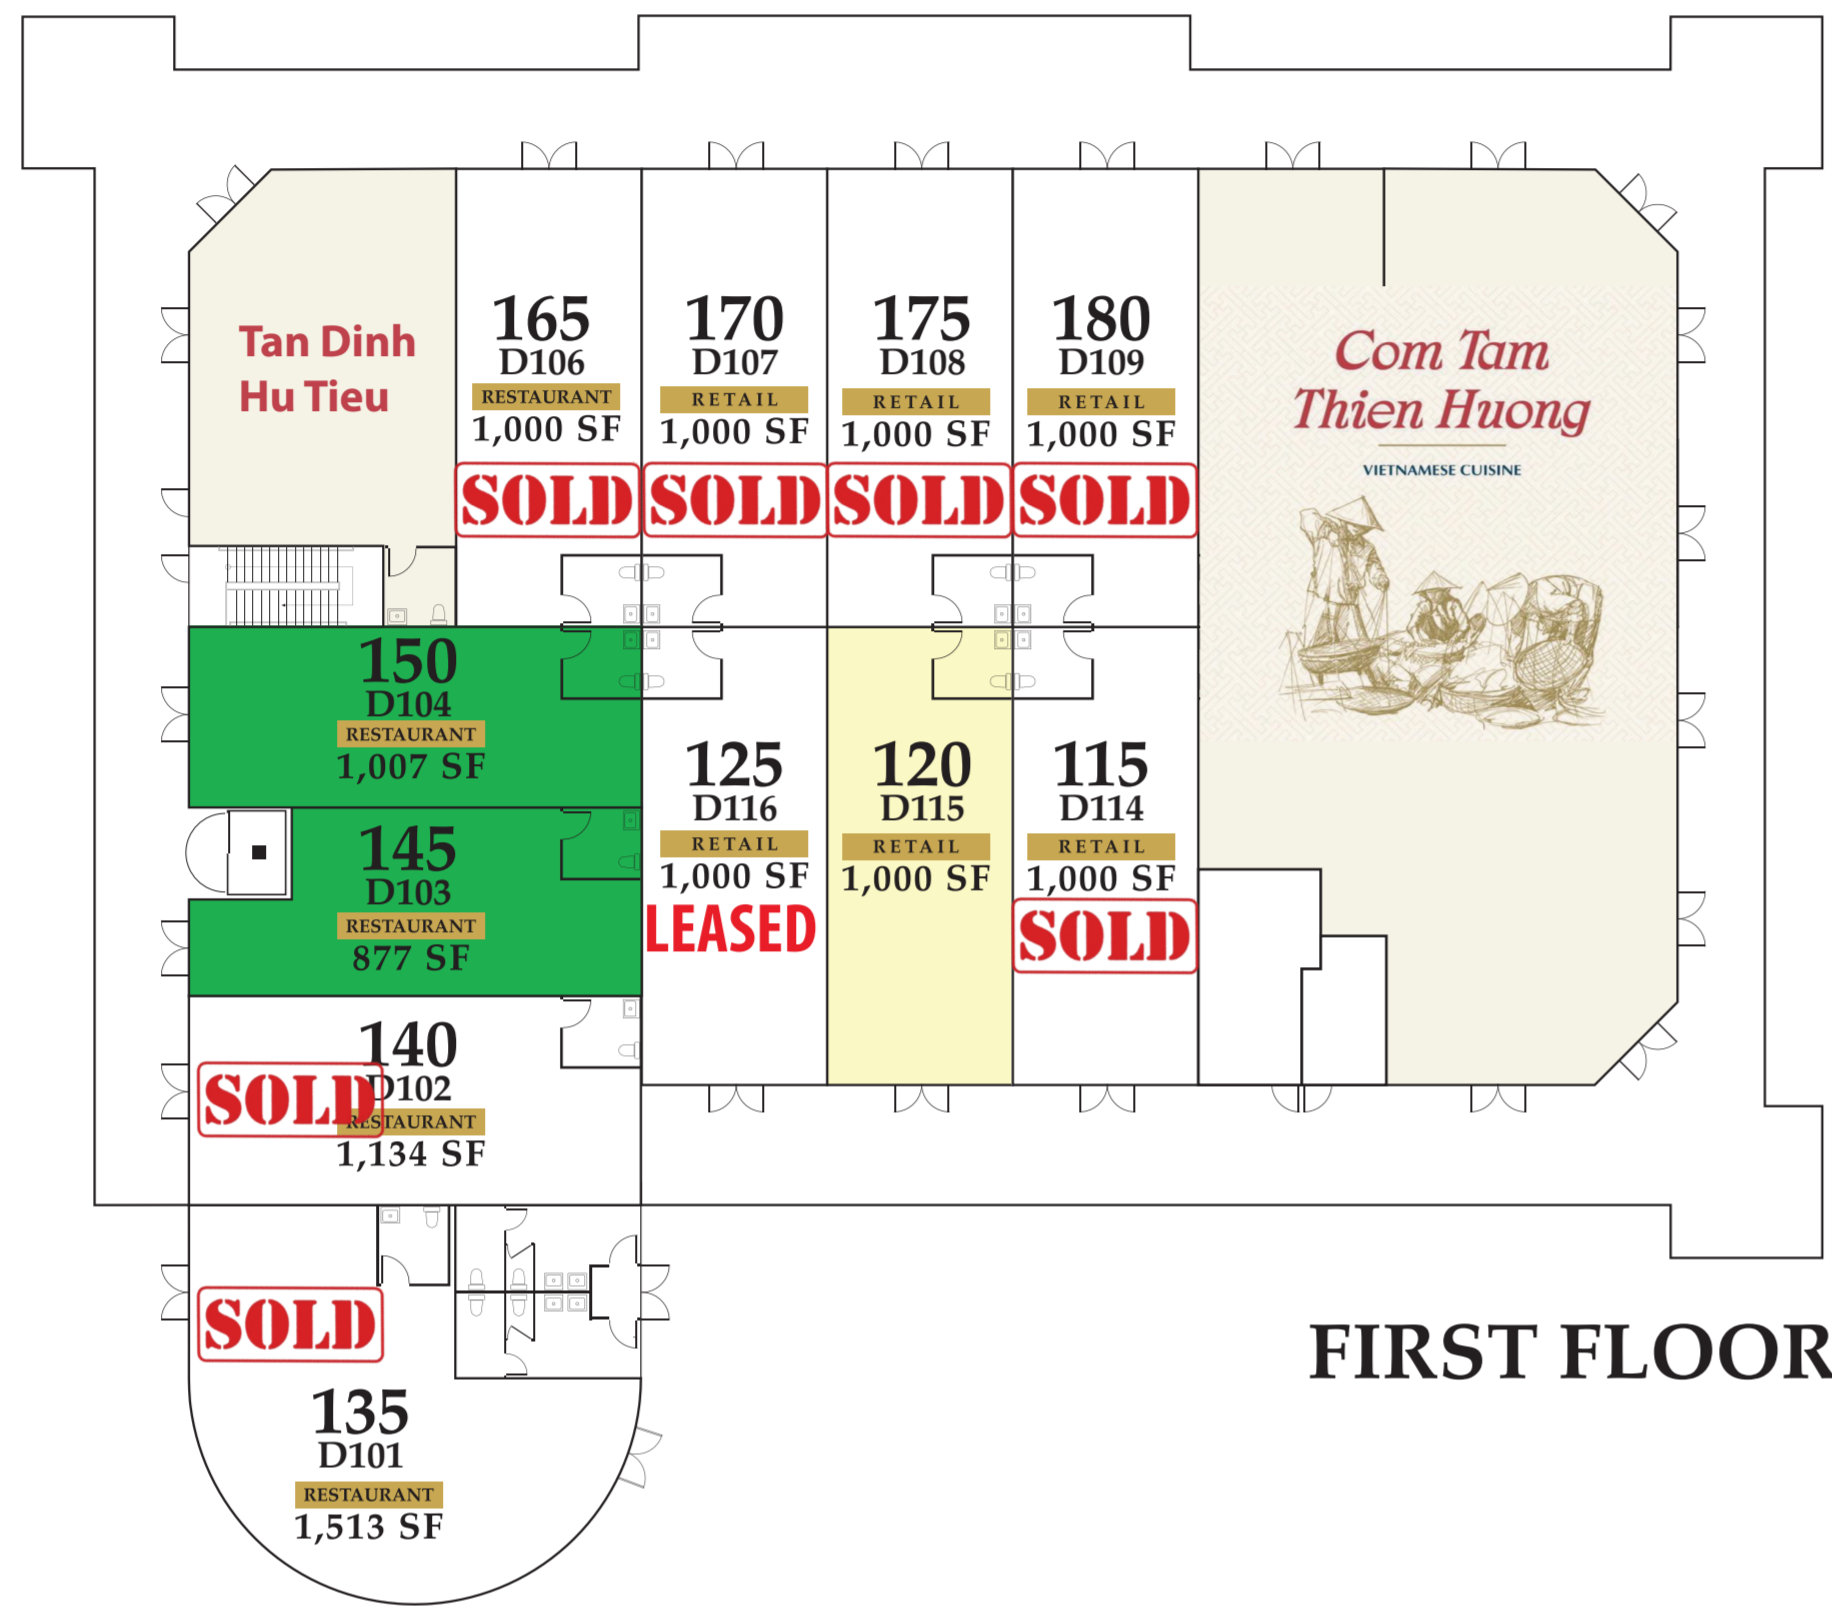 Tan Dinh
Hu Tieu
165
D106
RESTAURANT
1,000 SF
SOLD
170
D107
RETAIL
1,000 SF
SOLD
175
D108
RETAIL
1,000 SF
SOLD
180
D109
RETAIL
1,000 SF
SOLD
Com Tam
Thien Huong
VIETNAMESE CUISINE
150
D104
RESTAURANT
1,007 SF
145
D103
RESTAURANT
877 SF
125
D116
RETAIL
1,000 SF
LEASED
120
D115
RETAIL
1,000 SF
115
D114
RETAIL
1,000 SF
SOLD
140
D102
SOLD
RESTAURANT
1,134 SF
SOLD
135
D101
RESTAURANT
1,513 SF
FIRST FLOOR